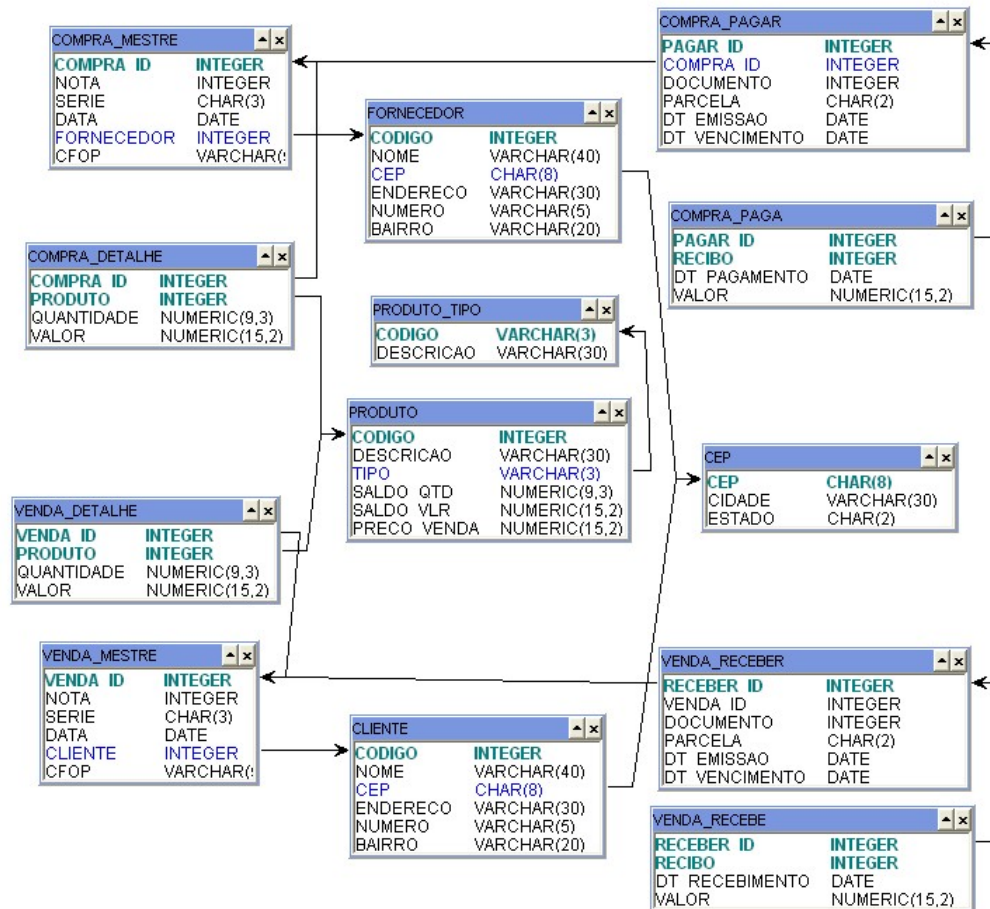 COMPRA_MESTRE
COMPRA ID INTEGER
NOTA INTEGER
SERIE CHAR(3)
DATA DATE
FORNECEDOR INTEGER
CFOP VARCHAR(
COMPRA_PAGAR
PAGAR ID INTEGER
COMPRA ID INTEGER
DOCUMENTO INTEGER
PARCELA CHAR(2)
DT EMISSAO DATE
DT VENCIMENTO DATE
FORNECEDOR
CODIGO INTEGER
NOME VARCHAR(40)
CEP CHAR(8)
ENDERECO VARCHAR(30)
NUMERO VARCHAR(5)
BAIRRO VARCHAR(20)
COMPRA_PAGA
PAGAR ID INTEGER
RECIBO INTEGER
DT PAGAMENTO DATE
VALOR NUMERIC(15,2)
COMPRA_DETALHE
COMPRA ID INTEGER
PRODUTO INTEGER
QUANTIDADE NUMERIC(9,3)
VALOR NUMERIC(15,2)
PRODUTO_TIPO
CODIGO VARCHAR(3)
DESCRICAO VARCHAR(30)
PRODUTO
CODIGO INTEGER
DESCRICAO VARCHAR(30)
TIPO VARCHAR(3)
SALDO QTD NUMERIC(9,3)
SALDO VLR NUMERIC(15,2)
PRECO VENDA NUMERIC(15,2)
CEP
CEP CHAR(8)
CIDADE VARCHAR(30)
ESTADO CHAR(2)
VENDA_DETALHE
VENDA ID INTEGER
PRODUTO INTEGER
QUANTIDADE NUMERIC(9,3)
VALOR NUMERIC(15,2)
VENDA_MESTRE
VENDA ID INTEGER
NOTA INTEGER
SERIE CHAR(3)
DATA DATE
CLIENTE INTEGER
CFOP VARCHAR(
VENDA_RECEBER
RECEBER ID INTEGER
VENDA ID INTEGER
DOCUMENTO INTEGER
PARCELA CHAR(2)
DT EMISSAO DATE
DT VENCIMENTO DATE
CLIENTE
CODIGO INTEGER
NOME VARCHAR(40)
CEP CHAR(8)
ENDERECO VARCHAR(30)
NUMERO VARCHAR(5)
BAIRRO VARCHAR(20)
VENDA_RECEBE
RECEBER ID INTEGER
RECIBO INTEGER
DT RECEBIMENTO DATE
VALOR NUMERIC(15,2)